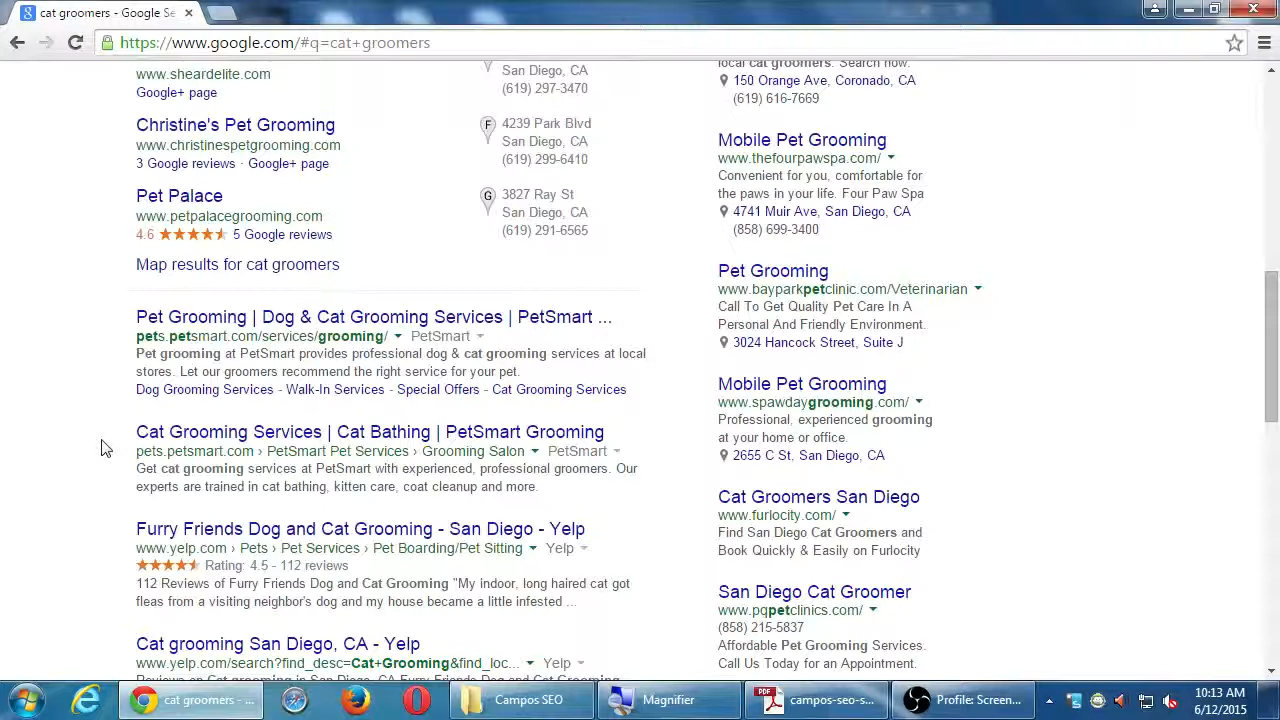 cat groomers - Google Se
https://www.google.com/#q=cat+groomers
www.sheardelite.com
Google+ page
San Diego, CA
(619) 297-3470
Christine's Pet Grooming
www.christinespetgrooming.com
3 Google reviews · Google+ page
F
4239 Park Blvd
San Diego, CA
(619) 299-6410
Pet Palace
www.petpalacegrooming.com
4.6 5 Google reviews
G
3827 Ray St
San Diego, CA
(619) 291-6565
Map results for cat groomers
Pet Grooming | Dog & Cat Grooming Services | PetSmart ...
pets.petsmart.com/services/grooming/ PetSmart
Pet grooming at PetSmart provides professional dog & cat grooming services at local
stores. Let our groomers recommend the right service for your pet.
Dog Grooming Services - Walk-In Services - Special Offers - Cat Grooming Services
Cat Grooming Services | Cat Bathing | PetSmart Grooming
pets.petsmart.com › PetSmart Pet Services › Grooming Salon PetSmart
Get cat grooming services at PetSmart with experienced, professional groomers. Our
experts are trained in cat bathing, kitten care, coat cleanup and more.
Furry Friends Dog and Cat Grooming - San Diego - Yelp
www.yelp.com › Pets › Pet Services › Pet Boarding/Pet Sitting Yelp
Rating: 4.5 - 112 reviews
112 Reviews of Furry Friends Dog and Cat Grooming "My indoor, long haired cat got
fleas from a visiting neighbor's dog and my house became a little infested ...
Cat grooming San Diego, CA - Yelp
www.yelp.com/search?find_desc=Cat+Grooming&find_loc... Yelp
Reviews on Cat grooming in San Diego, CA Furry Friends Dog and Cat Grooming
local cat groomers. Search now.
150 Orange Ave, Coronado, CA
(619) 616-7669
Mobile Pet Grooming
www.thefourpawspa.com/
Convenient for you, comfortable for
the paws in your life. Four Paw Spa
4741 Muir Ave, San Diego, CA
(858) 699-3400
Pet Grooming
www.bayparkpetclinic.com/Veterinarian
Call To Get Quality Pet Care In A
Personal And Friendly Environment.
3024 Hancock Street, Suite J
Mobile Pet Grooming
www.spawdaygrooming.com/
Professional, experienced grooming
at your home or office.
2655 C St, San Diego, CA
Cat Groomers San Diego
www.furlocity.com/
Find San Diego Cat Groomers and
Book Quickly & Easily on Furlocity
San Diego Cat Groomer
www.pqpetclinics.com/
(858) 215-5837
Affordable Pet Grooming Services.
Call Us Today for an Appointment.
cat groomers - ...
Campos SEO
Magnifier
PDF
campos-seo-s...
Profile: Screen...
10:13 AM
6/12/2015